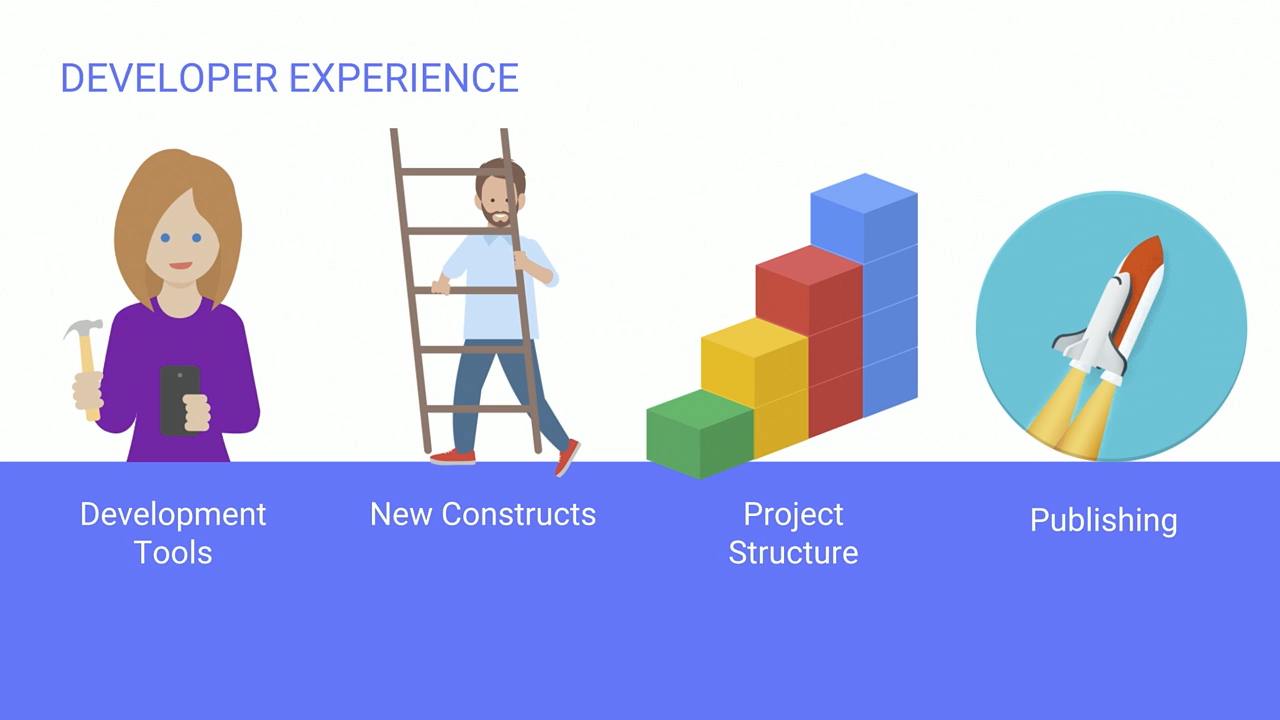 DEVELOPER EXPERIENCE
Development
Tools
New Constructs
Project
Structure
Publishing